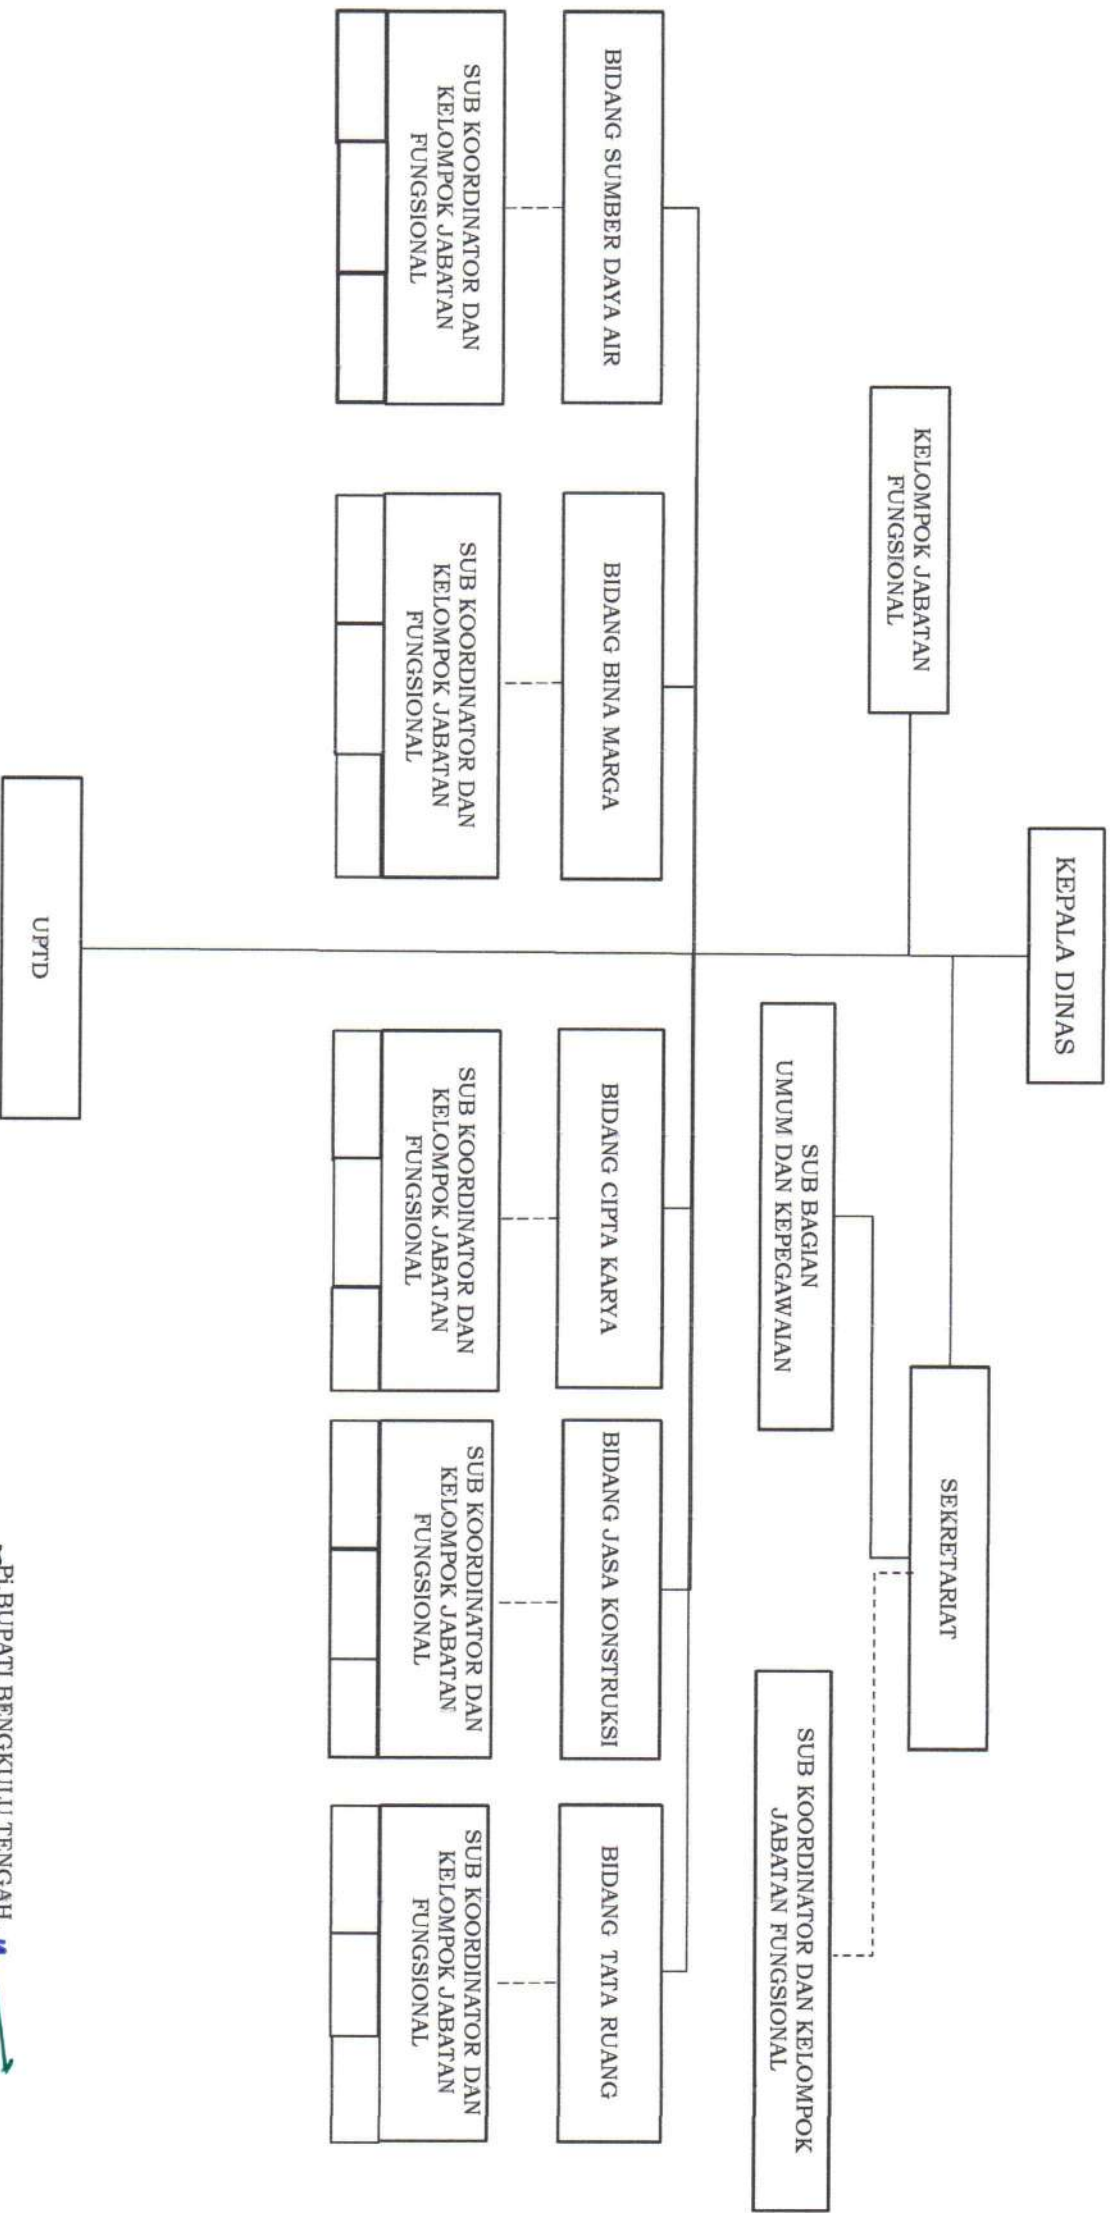 KEPALA DINAS
KELOMPOK JABATAN
FUNGSIONAL
SEKRETARIAT
SUB BAGIAN
UMUM DAN KEPEGAWAIAN
SUB KOORDINATOR DAN KELOMPOK
JABATAN FUNGSIONAL
BIDANG SUMBER DAYA AIR
BIDANG BINA MARGA
BIDANG CIPTA KARYA
BIDANG JASA KONSTRUKSI
BIDANG TATA RUANG
SUB KOORDINATOR DAN
KELOMPOK JABATAN
FUNGSIONAL
SUB KOORDINATOR DAN
KELOMPOK JABATAN
FUNGSIONAL
SUB KOORDINATOR DAN
KELOMPOK JABATAN
FUNGSIONAL
SUB KOORDINATOR DAN
KELOMPOK JABATAN
FUNGSIONAL
SUB KOORDINATOR DAN
KELOMPOK JABATAN
FUNGSIONAL
UPTD
Pj.BUPATI BENGKULU TENGAH